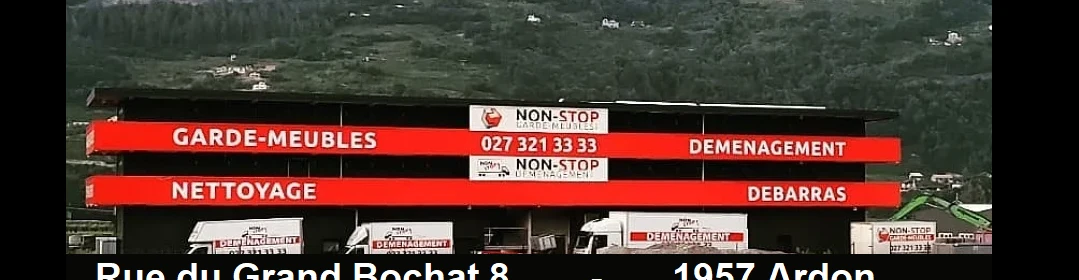 NON-STOP
GARDE-MEUBLES
GARDE-MEUBLES 027 321 33 33 DEMENAGEMENT
NON-STOP
DEMENAGEMENT
NETTOYAGE DEBARRAS
DEMENAGEMENT
DEMENAGEMENT
DEMENAGEMENT
NON-STOP
Rue du Grand Bochat 8 - 1957 Ardon